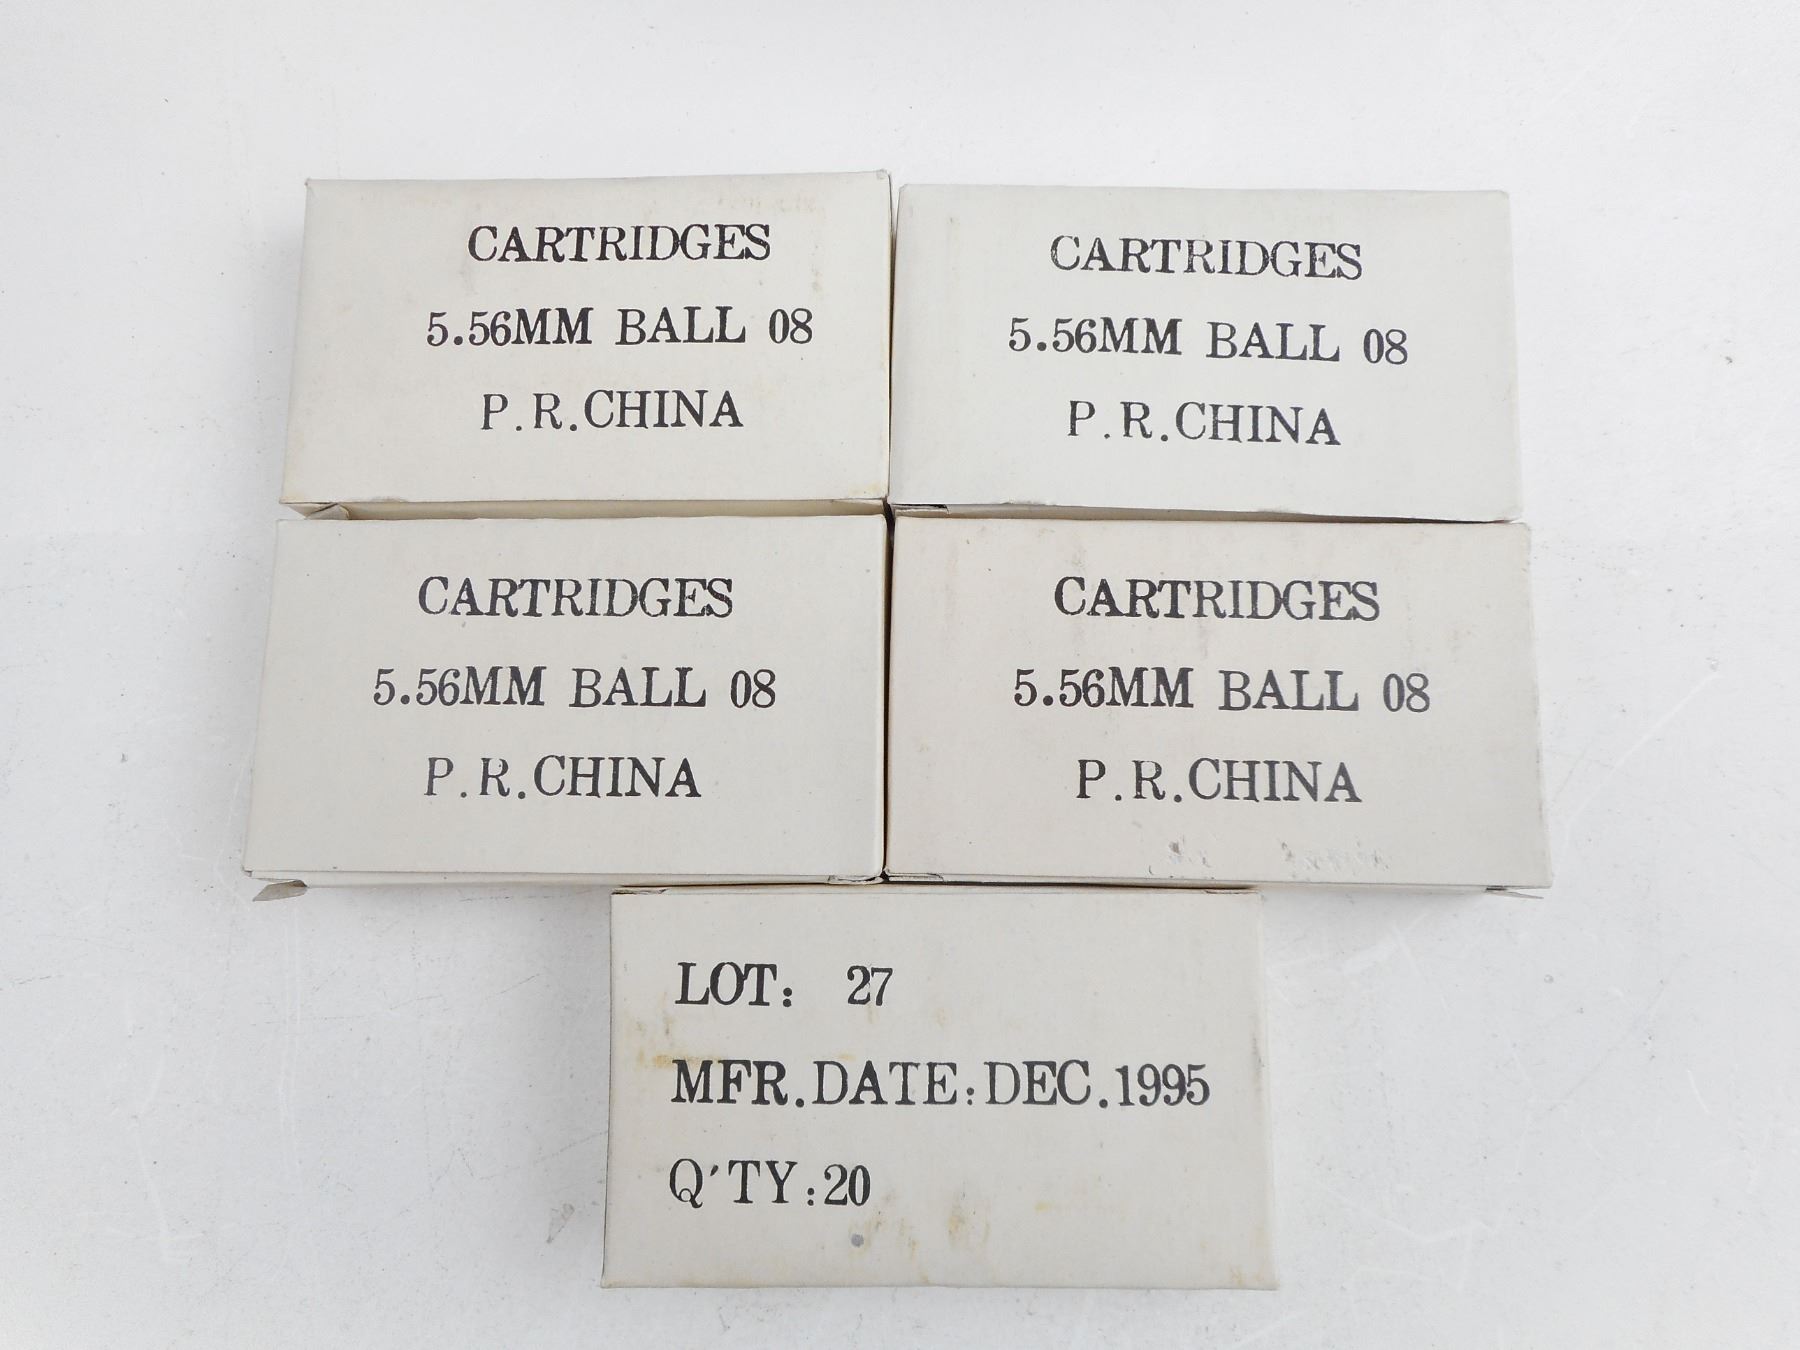 CARTRIDGES
5.56MM BALL 08
P.R.CHINA
CARTRIDGES
5.56MM BALL 08
P.R.CHINA
CARTRIDGES
5.56MM BALL 08
P.R.CHINA
CARTRIDGES
5.56MM BALL 08
P.R.CHINA
LOT: 27
MFR.DATE:DEC.1995
Q'TY:20